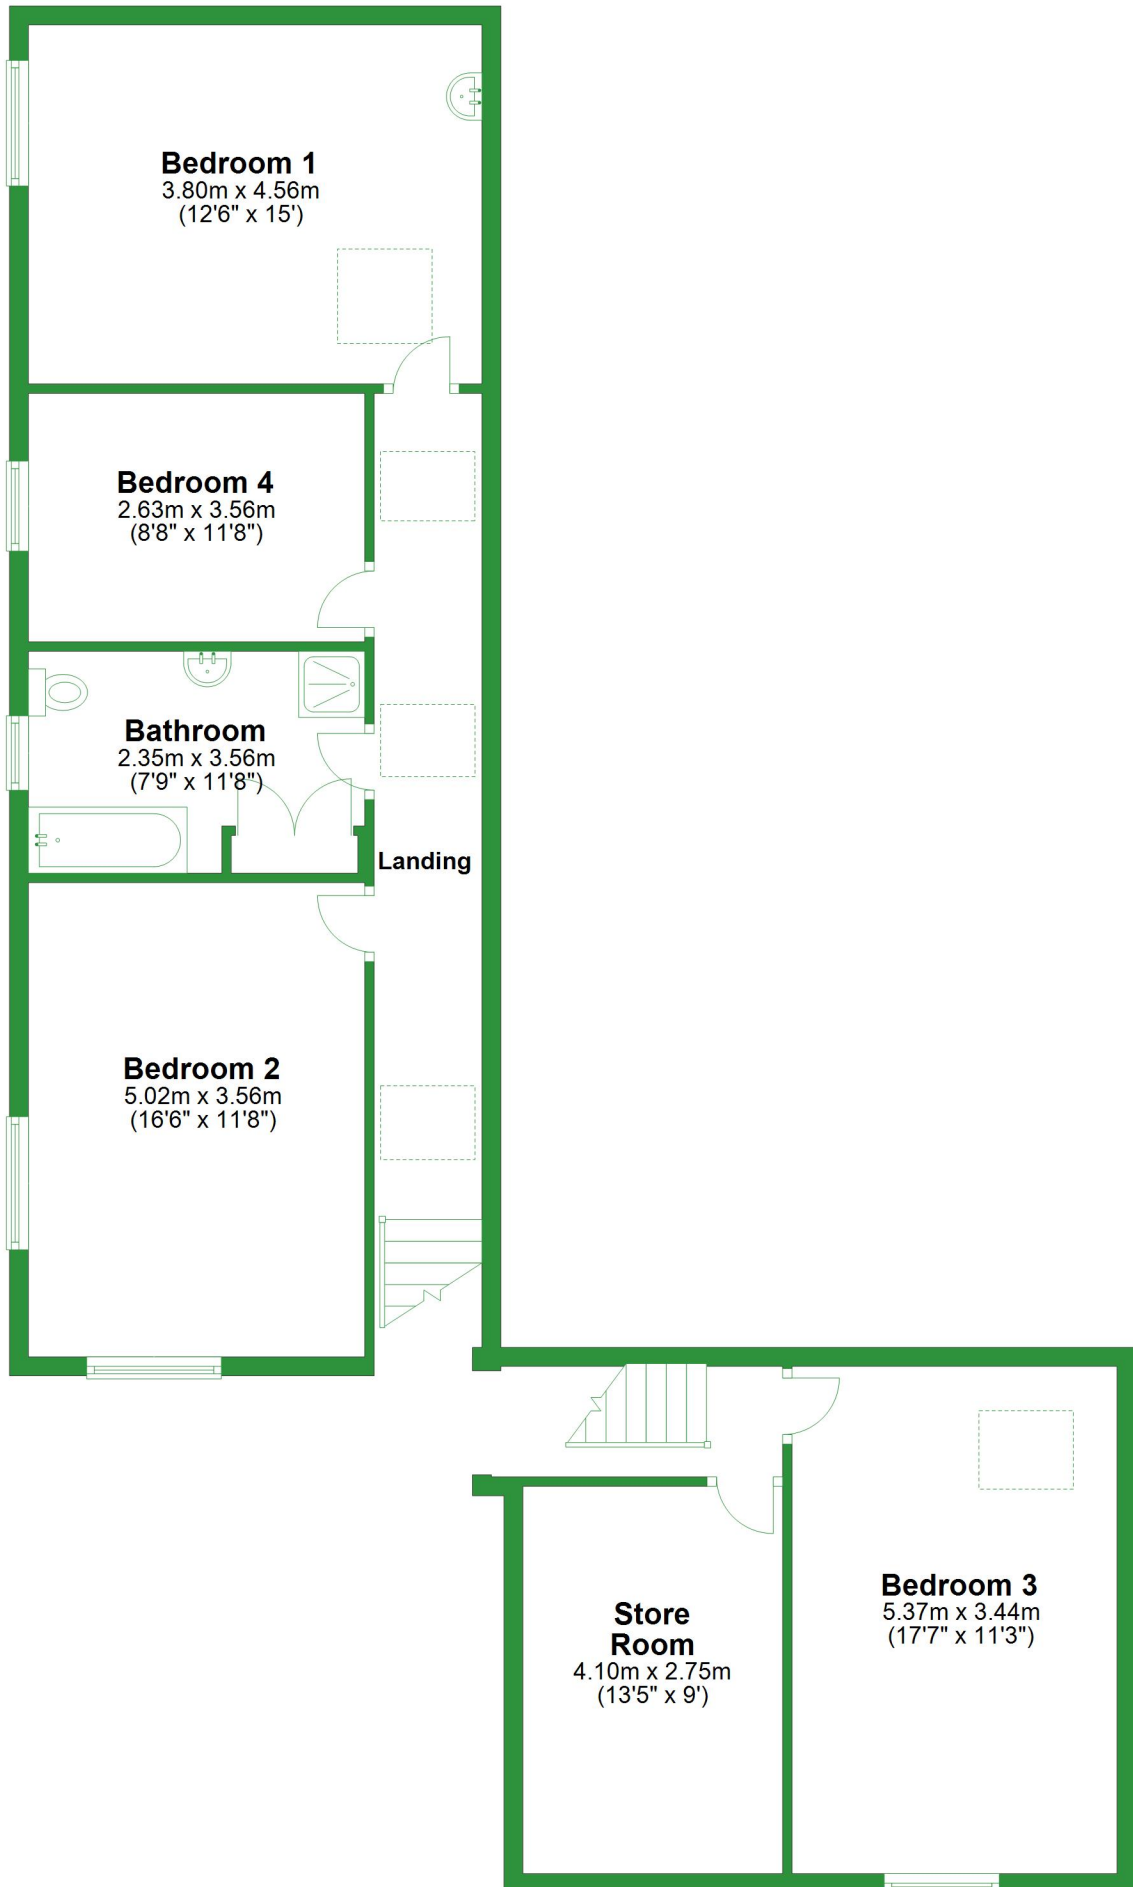 Bedroom 1
3.80m x 4.56m
(12'6" x 15')
Bedroom 4
2.63m x 3.56m
(8'8" x 11'8")
Bathroom
2.35m x 3.56m
(7'9" x 11'8")
Landing
Bedroom 2
5.02m x 3.56m
(16'6" x 11'8")
Store
Room
4.10m x 2.75m
(13'5" x 9')
Bedroom 3
5.37m x 3.44m
(17'7" x 11'3")